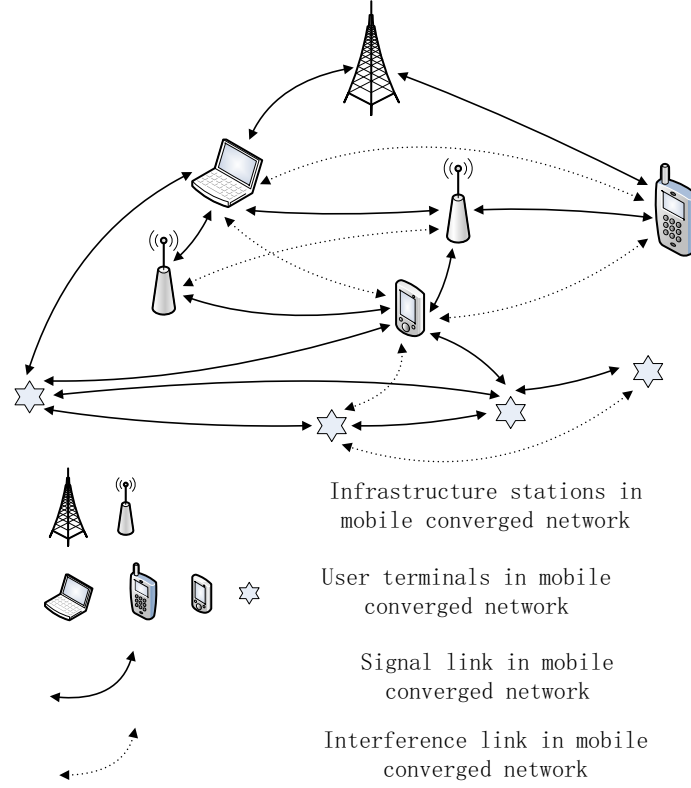 Infrastructure stations in
mobile converged network
User terminals in mobile
converged network
Signal link in mobile
converged network
Interference link in mobile
converged network